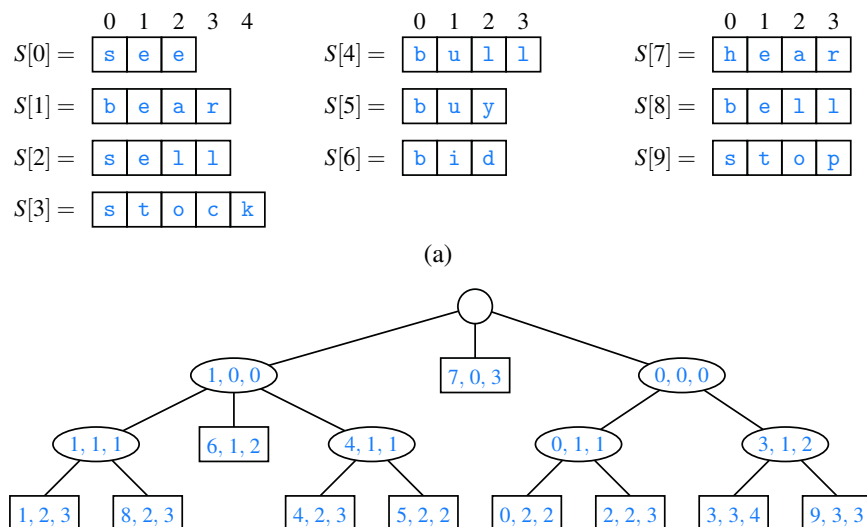 0 1 2 3 4
0 1 2 3
0 1 2 3
S[0] = s e e
S[4] = b u l l
S[7] = h e a r
S[1] = b e a r
S[5] = b u y
S[8] = b e l l
S[2] = s e l l
S[6] = b i d
S[9] = s t o p
S[3] = s t o c k
(a)
1, 0, 0
7, 0, 3
0, 0, 0
1, 1, 1
6, 1, 2
4, 1, 1
0, 1, 1
3, 1, 2
1, 2, 3
8, 2, 3
4, 2, 3
5, 2, 2
0, 2, 2
2, 2, 3
3, 3, 4
9, 3, 3